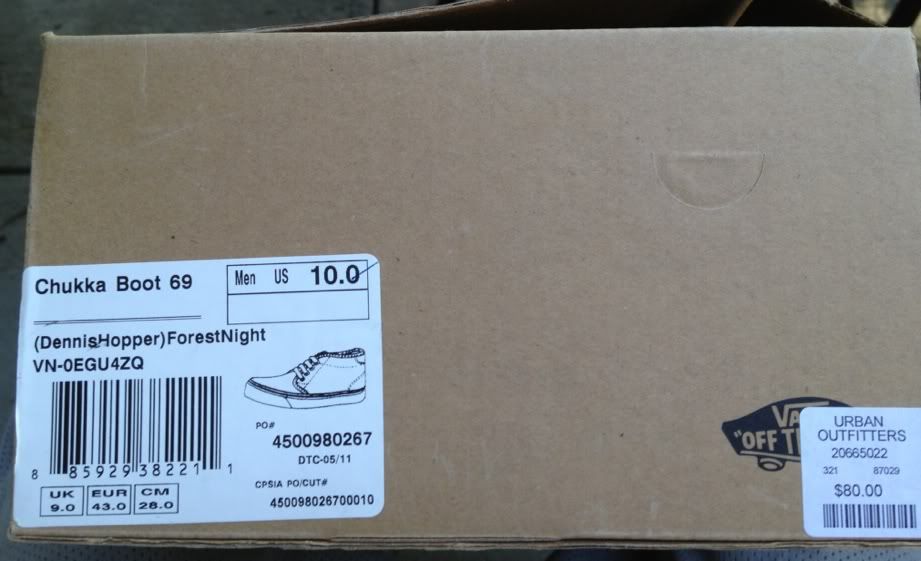 Chukka Boot 69
Men US 10.0
(DennisHopper)ForestNight
VN-0EGU4ZQ
PO#
4500980267
DTC-05/11
CPSIA PO/CUT#
450098026700010
8 85929 38221 1
UK EUR CM
9.0 43.0 28.0
"OFF
URBAN
OUTFITTERS
20665022
321 87029
$80.00